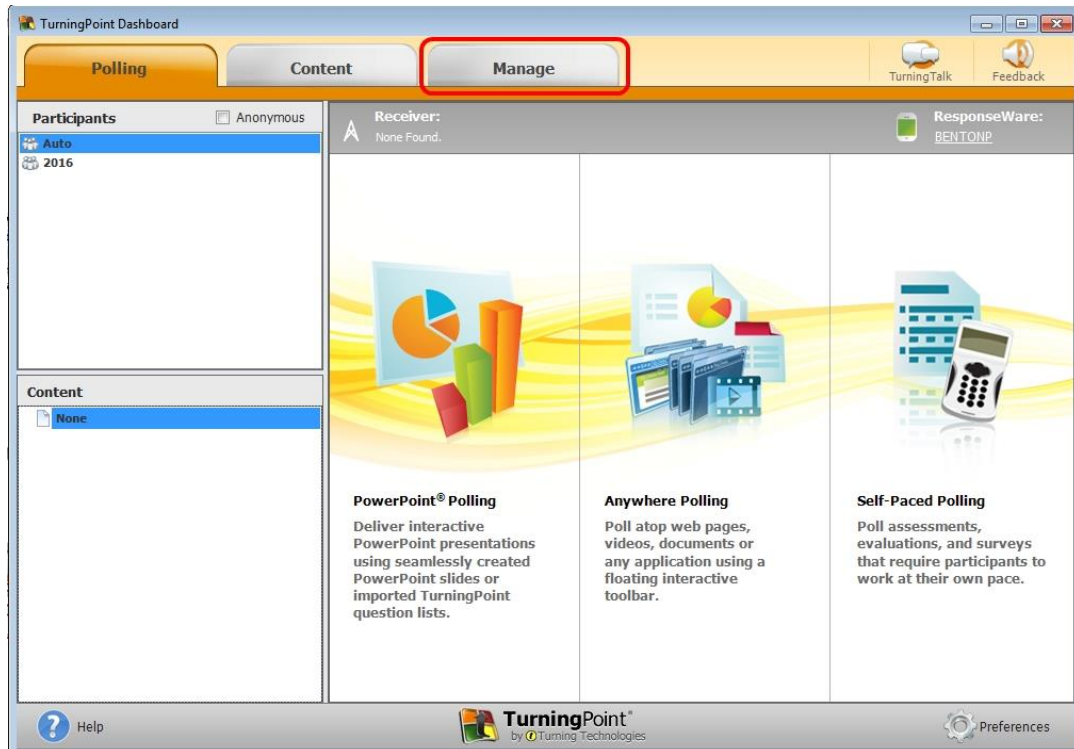 TurningPoint Dashboard
Polling
Content
Manage
TurningTalk
Feedback
Participants
Anonymous
Auto
2016
Receiver:
None Found.
ResponseWare:
BENTONP
Content
None
PowerPoint® Polling
Deliver interactive
PowerPoint presentations
using seamlessly created
PowerPoint slides or
imported TurningPoint
question lists.
Anywhere Polling
Poll atop web pages,
videos, documents or
any application using a
floating interactive
toolbar.
Self-Paced Polling
Poll assessments,
evaluations, and surveys
that require participants to
work at their own pace.
Help
TurningPoint®
by Turning Technologies
Preferences